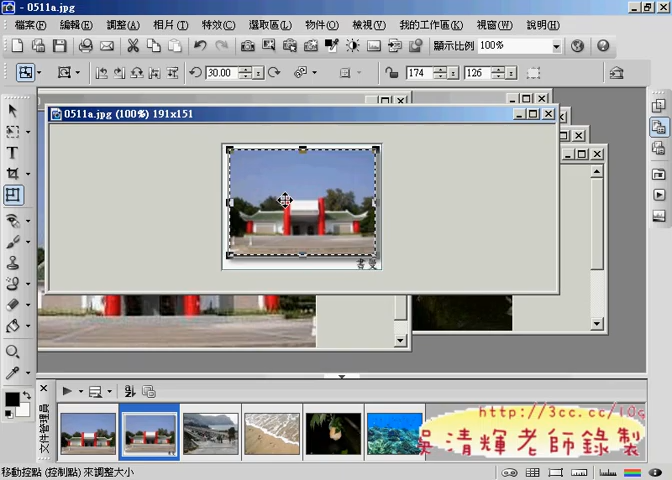 - 0511a.jpg
檔案(F) 編輯(E) 調整(A) 相片(T) 特效(C) 選取區(L) 物件(O) 檢視(V) 我的工作區(K) 視窗(W) 說明(H)
顯示比例 100%
30.00 174 126
0511a.jpg (100%) 191x151
書旻
T
文件管理員
http://3cc.cc/10g
吳清輝老師錄製
移動控點 (控制點) 來調整大小